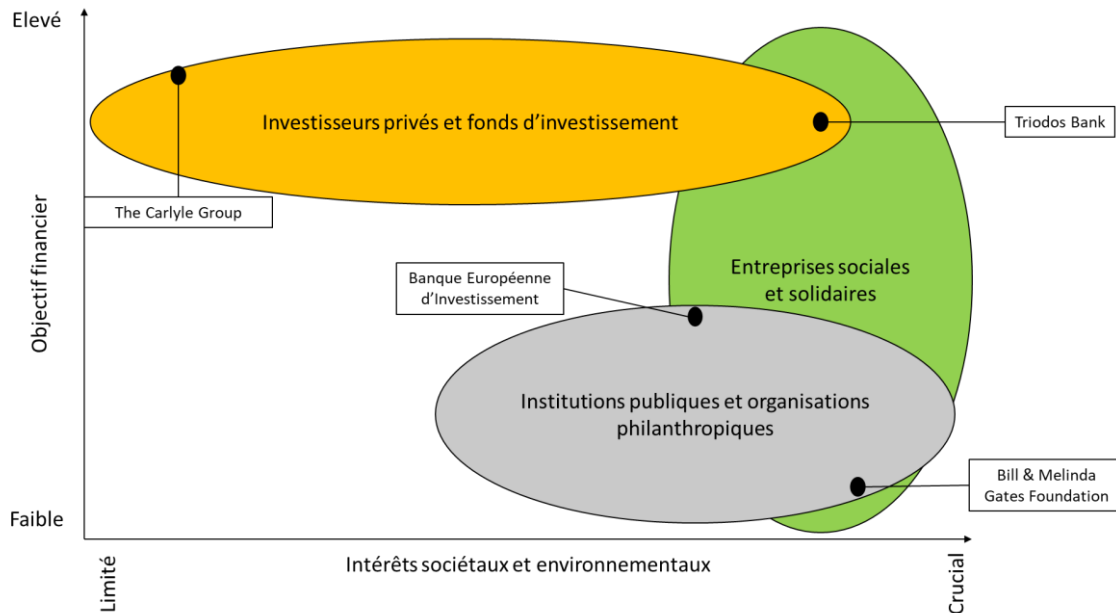 Elevé
Investisseurs privés et fonds d’investissement
Triodos Bank
The Carlyle Group
Objectif financier
Banque Européenne
d’Investissement
Entreprises sociales
et solidaires
Institutions publiques et organisations
philanthropiques
Bill & Melinda
Gates Foundation
Faible
Limité
Intérêts sociétaux et environnementaux
Crucial